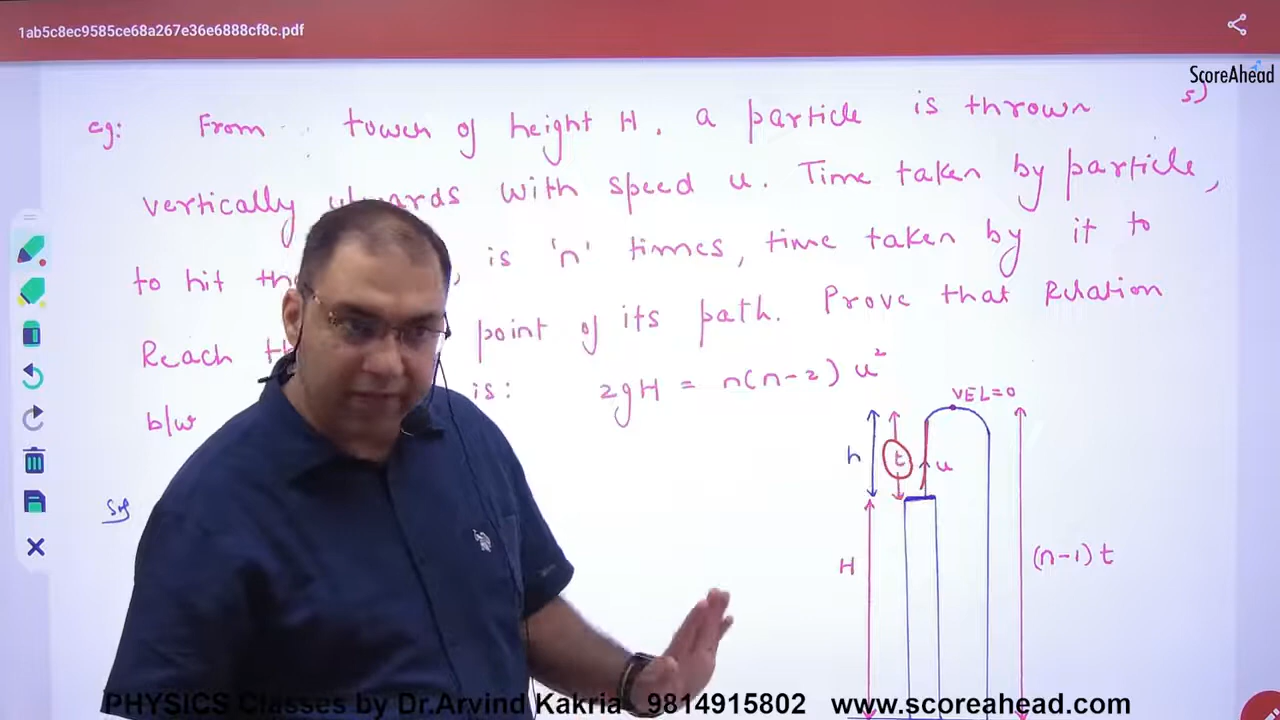 1ab5c8ec9585ce68a267e36e6888cf8c.pdf
ScoreAhead
5)
eg: From tower of height H, a particle is thrown
vertically upwards with speed u. Time taken by particle,
to hit is 'n' times, time taken by it to
Reach point of its path. Prove that Relation
b/w is: 2gH = n(n-2) u²
VEL=0
h t u
Sol
H (n-1) t
PHYSICS Classes by Dr.Arvind Kakria 9814915802 www.scoreahead.com